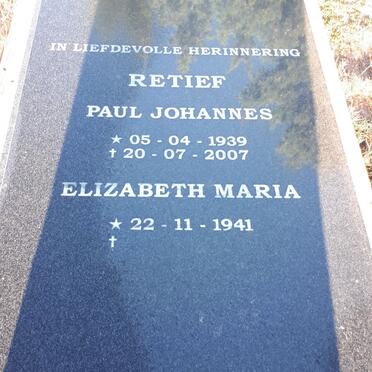 IN LIEFDEVOLLE HERINNERING
RETIEF
PAUL JOHANNES
★ 05 - 04 - 1939
† 20 - 07 - 2007
ELIZABETH MARIA
★ 22 - 11 - 1941
†